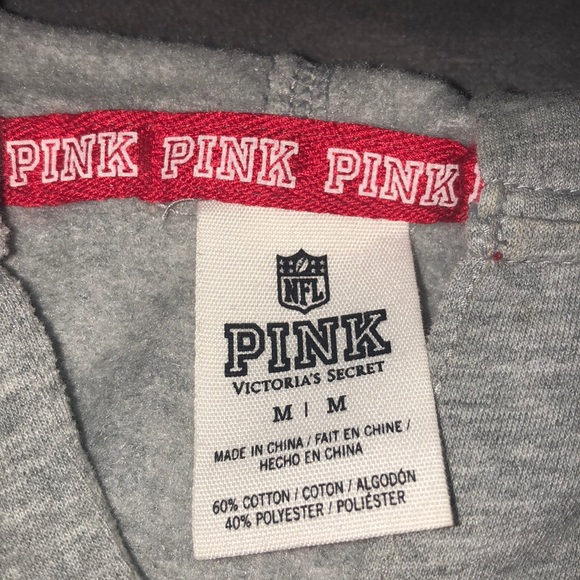 PINK PINK PINK
NFL
PINK
VICTORIA'S SECRET
M | M
MADE IN CHINA / FAIT EN CHINE /
HECHO EN CHINA
60% COTTON / COTON / ALGODÓN
40% POLYESTER / POLIÉSTER